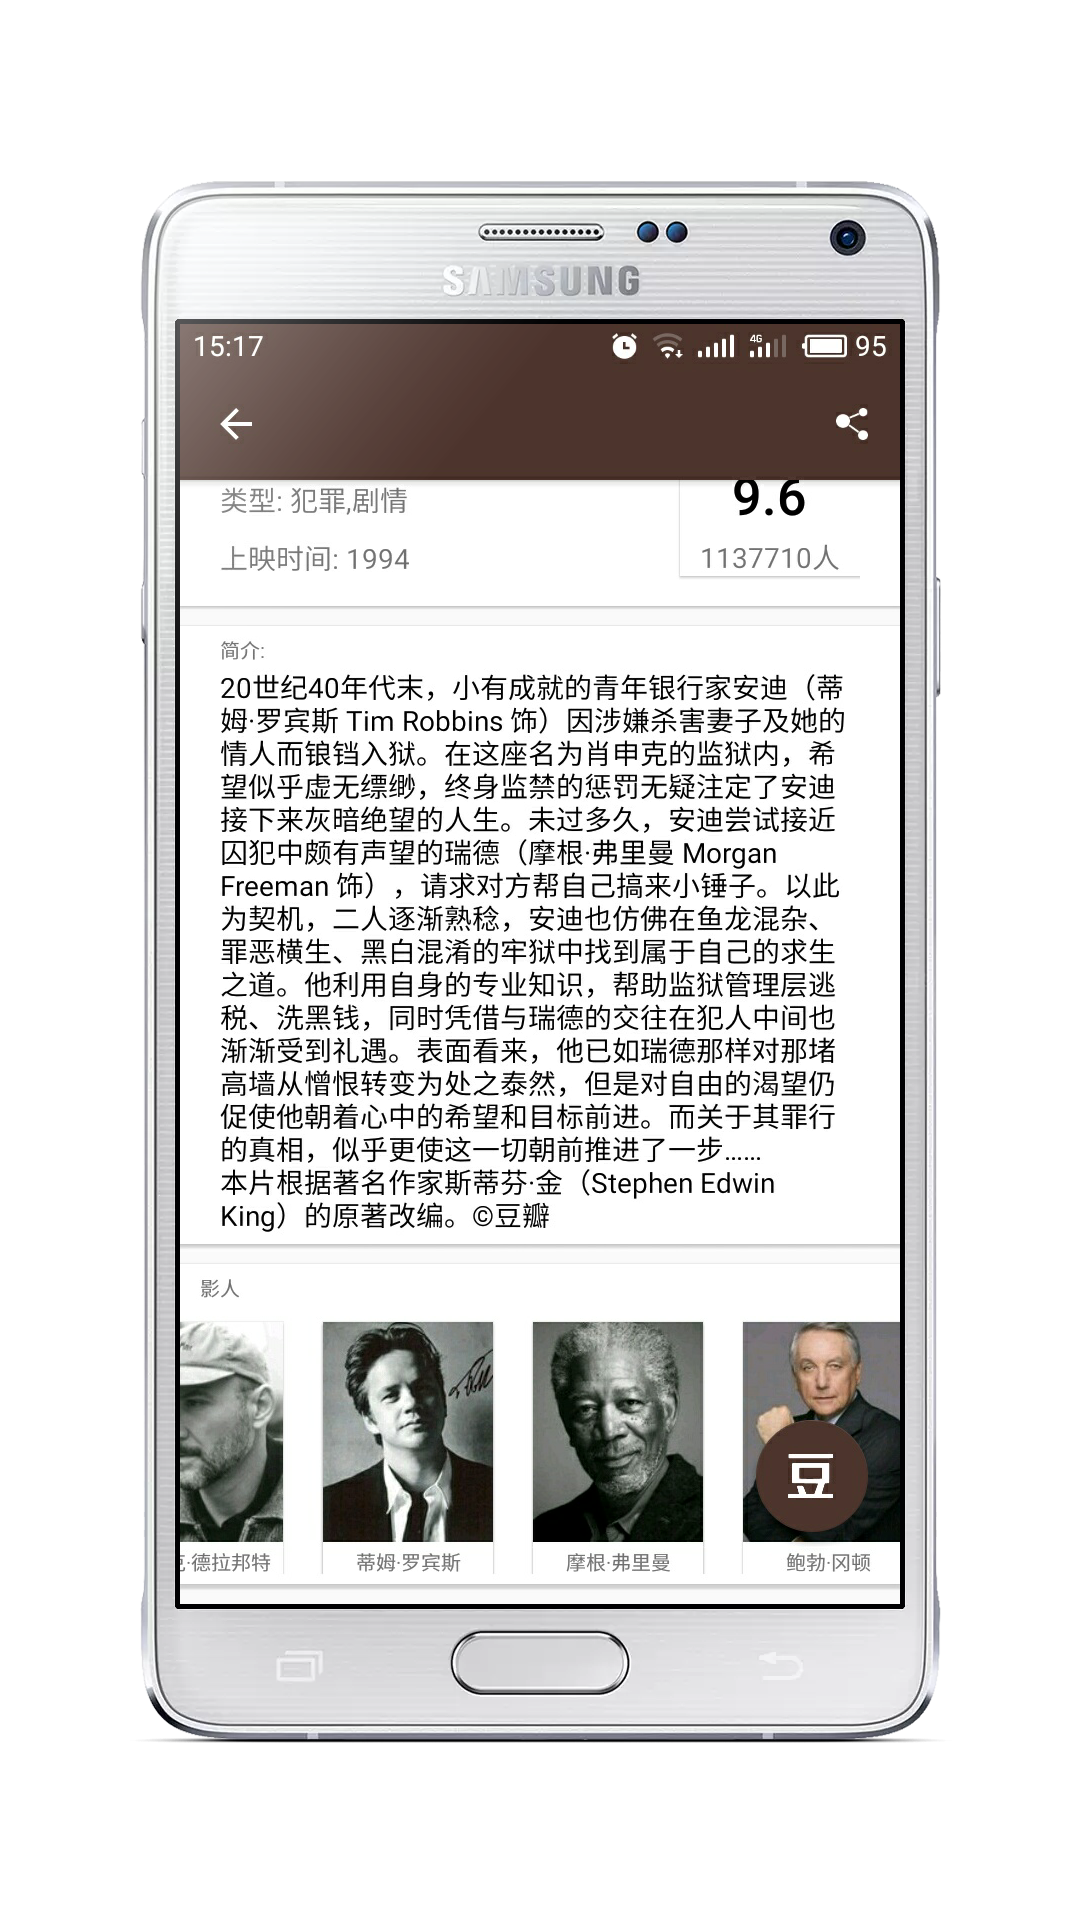 SAMSUNG
15:17
4G
95
类型: 犯罪,剧情
9.6
上映时间: 1994
1137710人
简介:
20世纪40年代末，小有成就的青年银行家安迪（蒂
姆·罗宾斯 Tim Robbins 饰）因涉嫌杀害妻子及她的
情人而锒铛入狱。在这座名为肖申克的监狱内，希
望似乎虚无缥缈，终身监禁的惩罚无疑注定了安迪
接下来灰暗绝望的人生。未过多久，安迪尝试接近
囚犯中颇有声望的瑞德（摩根·弗里曼 Morgan
Freeman 饰），请求对方帮自己搞来小锤子。以此
为契机，二人逐渐熟稔，安迪也仿佛在鱼龙混杂、
罪恶横生、黑白混淆的牢狱中找到属于自己的求生
之道。他利用自身的专业知识，帮助监狱管理层逃
税、洗黑钱，同时凭借与瑞德的交往在犯人中间也
渐渐受到礼遇。表面看来，他已如瑞德那样对那堵
高墙从憎恨转变为处之泰然，但是对自由的渴望仍
促使他朝着心中的希望和目标前进。而关于其罪行
的真相，似乎更使这一切朝前推进了一步……
本片根据著名作家斯蒂芬·金（Stephen Edwin
King）的原著改编。©豆瓣
影人
豆
·德拉邦特
蒂姆·罗宾斯
摩根·弗里曼
鲍勃·冈顿